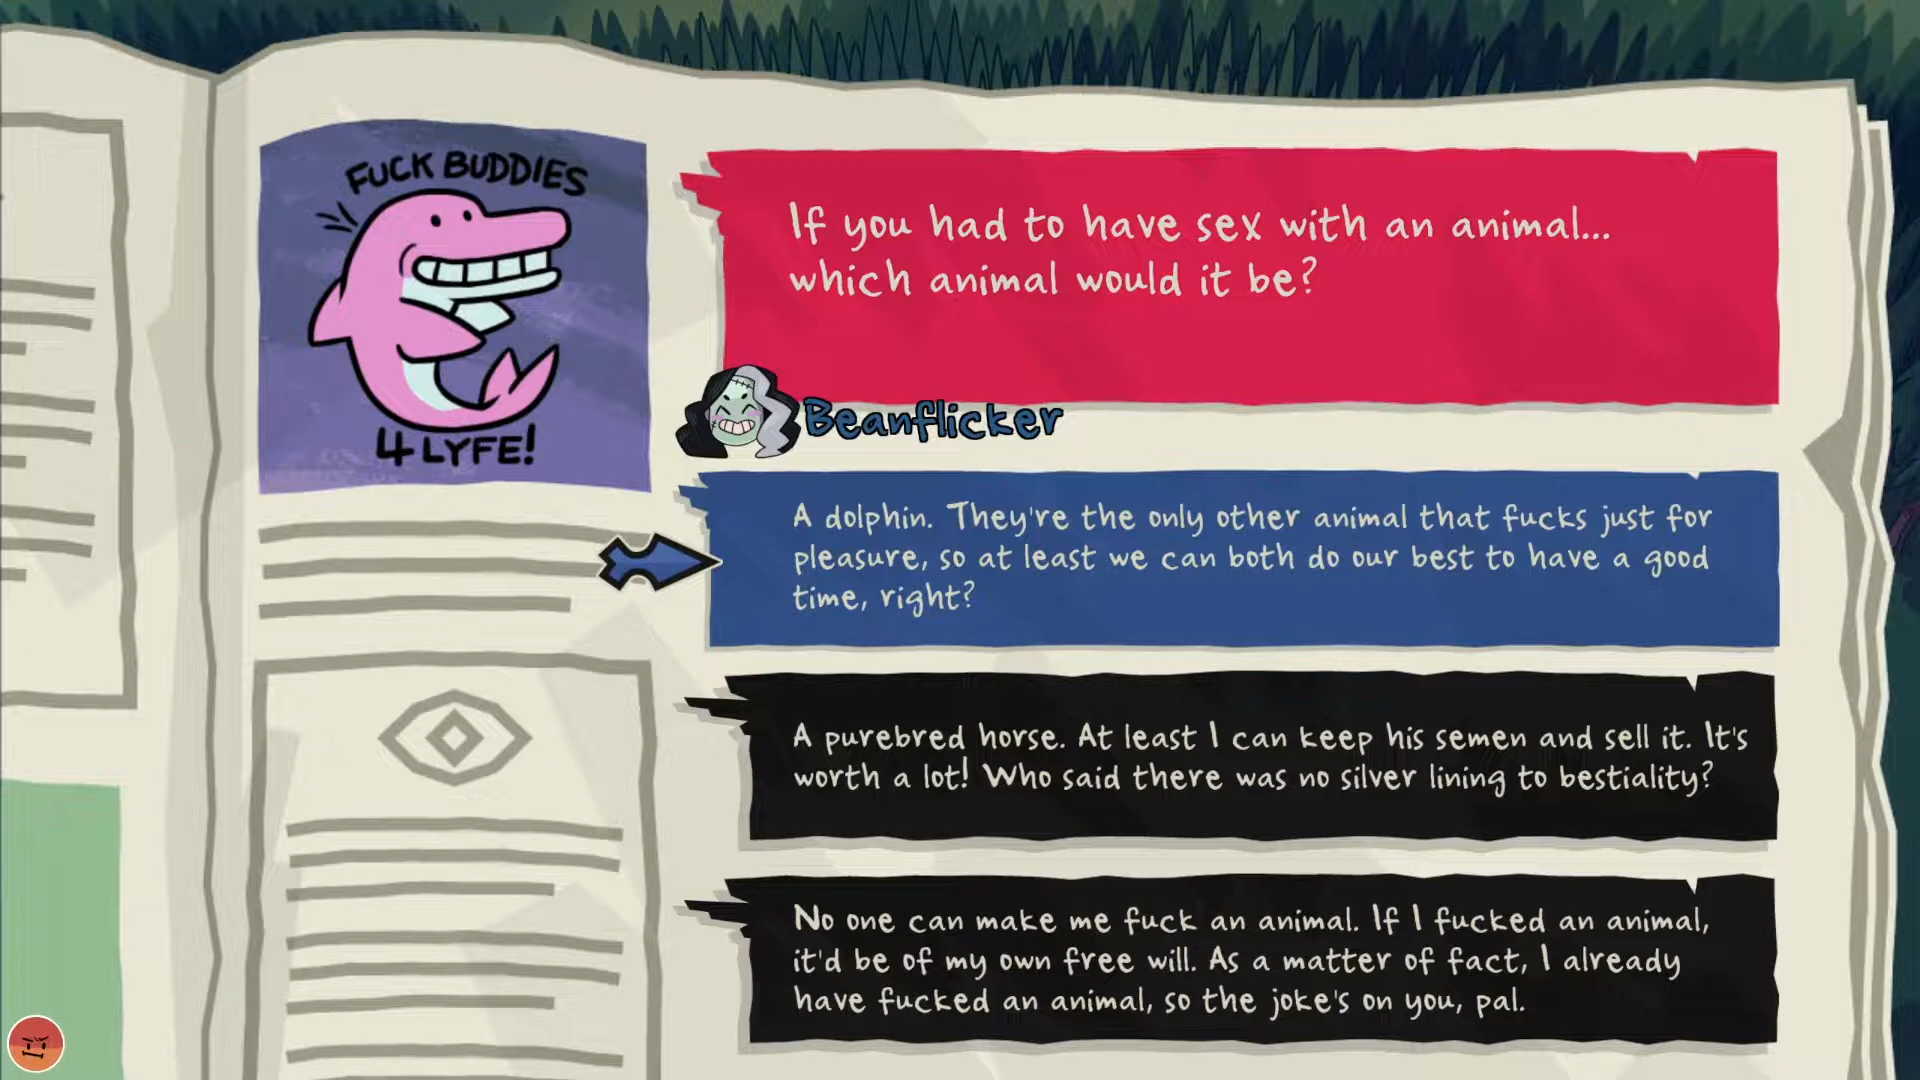 FUCK BUDDIES
4 LYFE!
If you had to have sex with an animal...
which animal would it be?
Beanflicker
A dolphin. They're the only other animal that fucks just for
pleasure, so at least we can both do our best to have a good
time, right?
A purebred horse. At least I can keep his semen and sell it. It's
worth a lot! Who said there was no silver lining to bestiality?
No one can make me fuck an animal. If I fucked an animal,
it'd be of my own free will. As a matter of fact, I already
have fucked an animal, so the joke's on you, pal.